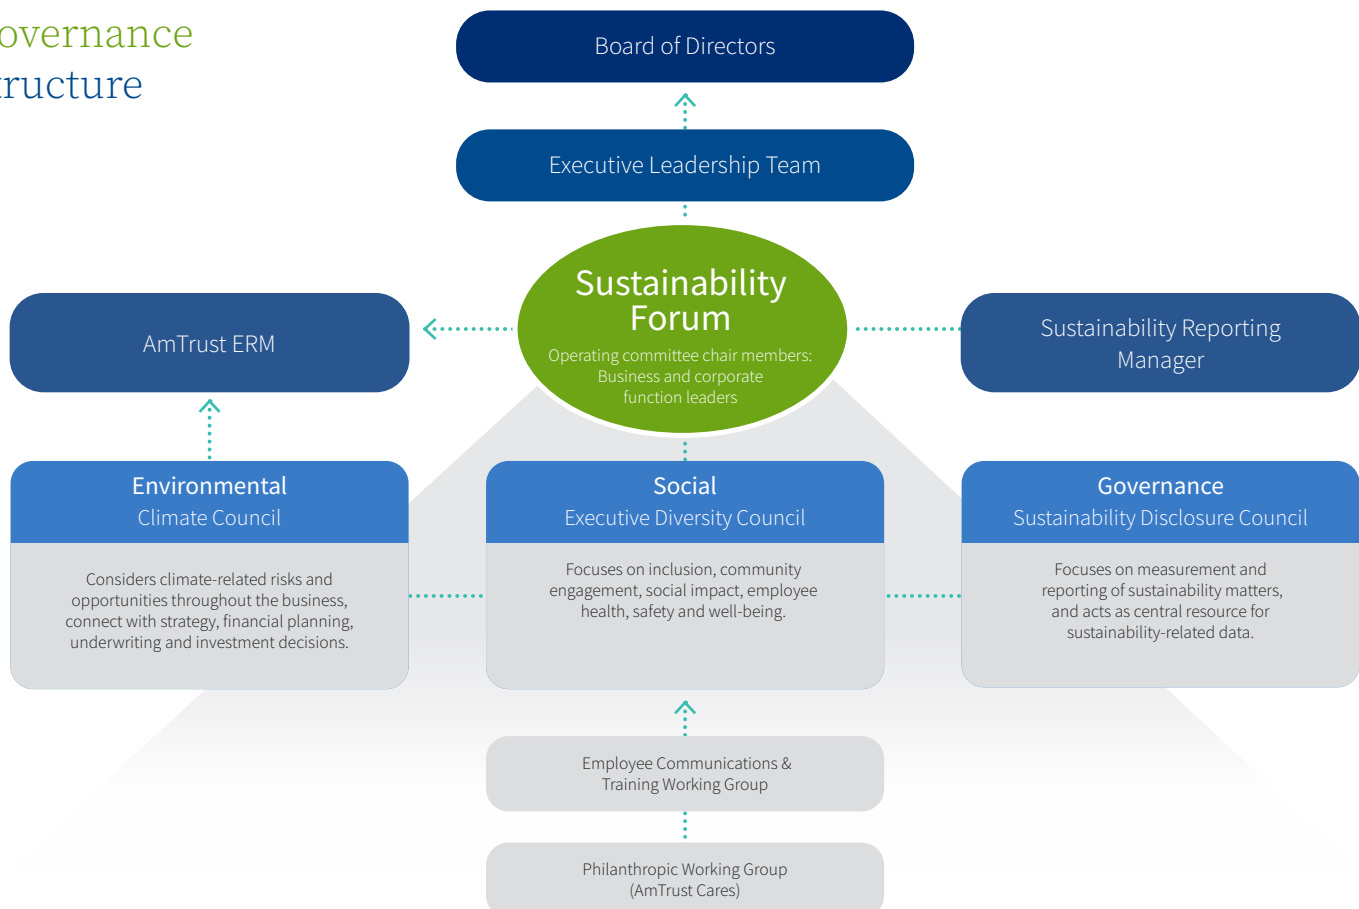 overnance
tructure
Board of Directors
Executive Leadership Team
Sustainability
Forum
Operating committee chair members:
Business and corporate
function leaders
AmTrust ERM
Sustainability Reporting
Manager
Environmental
Climate Council
Considers climate-related risks and
opportunities throughout the business,
connect with strategy, financial planning,
underwriting and investment decisions.
Social
Executive Diversity Council
Focuses on inclusion, community
engagement, social impact, employee
health, safety and well-being.
Governance
Sustainability Disclosure Council
Focuses on measurement and
reporting of sustainability matters,
and acts as central resource for
sustainability-related data.
Employee Communications &
Training Working Group
Philanthropic Working Group
(AmTrust Cares)